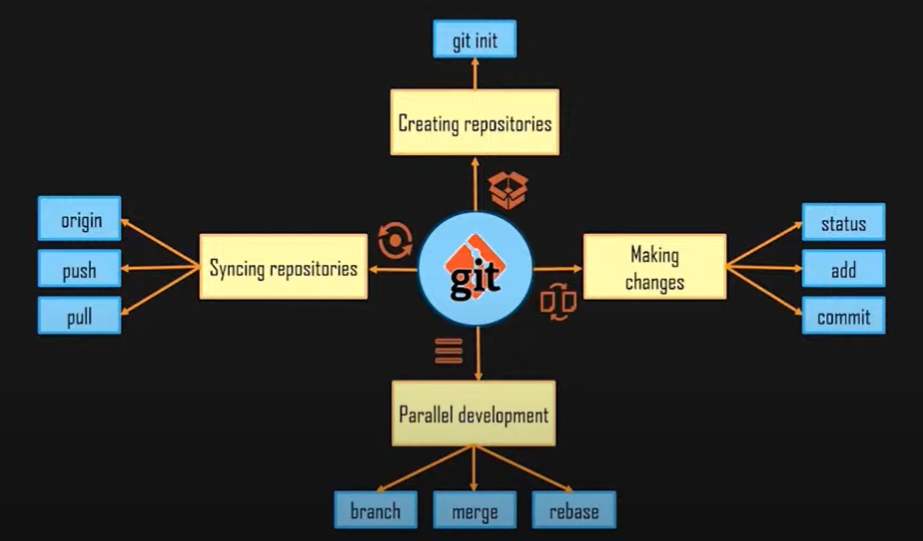 git init
Creating repositories
origin
push
pull
Syncing repositories
git
Making
changes
status
add
commit
Parallel development
branch
merge
rebase